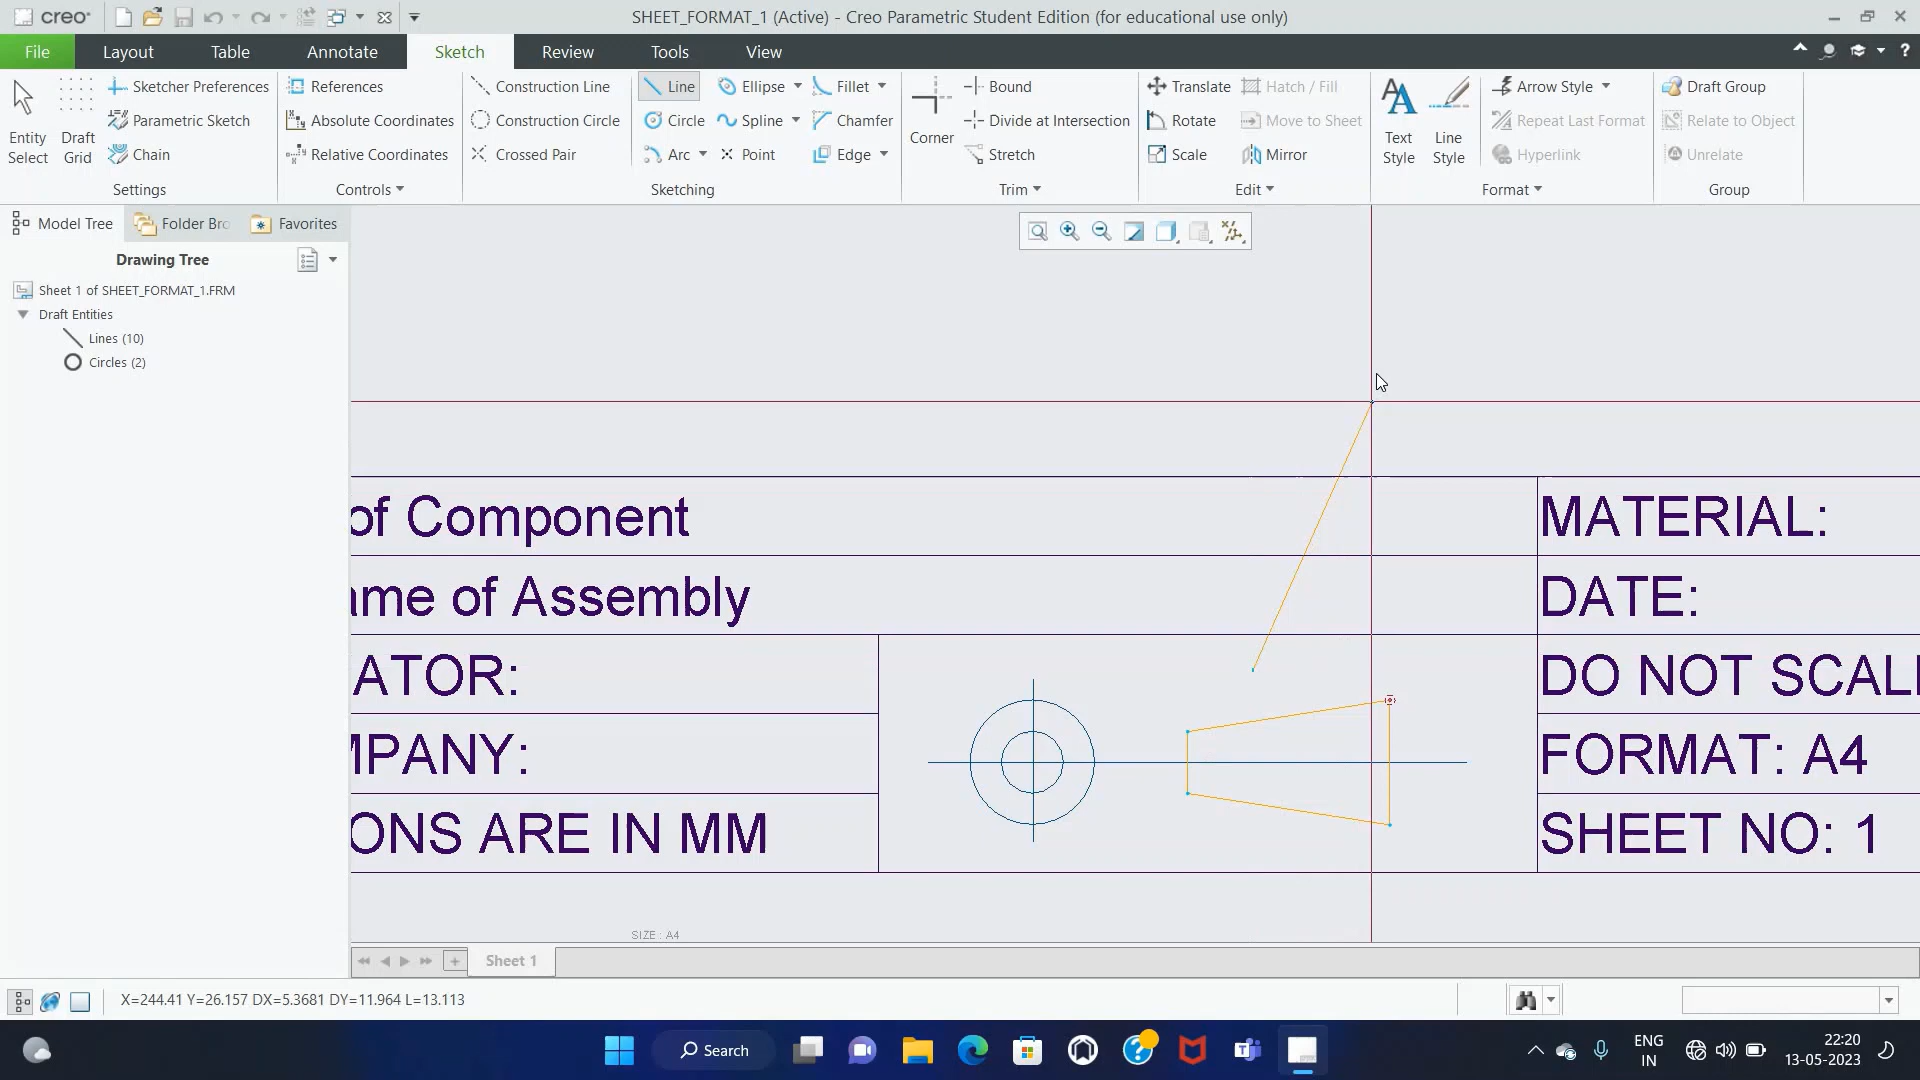 creo
SHEET_FORMAT_1 (Active) - Creo Parametric Student Edition (for educational use only)
File
Layout
Table
Annotate
Sketch
Review
Tools
View
Entity Select
Draft Grid
Sketcher Preferences
Parametric Sketch
Chain
Settings
References
Absolute Coordinates
Relative Coordinates
Controls
Construction Line
Construction Circle
Crossed Pair
Line
Ellipse
Fillet
Circle
Spline
Chamfer
Arc
Point
Edge
Sketching
Corner
Bound
Divide at Intersection
Stretch
Trim
Translate
Hatch / Fill
Rotate
Move to Sheet
Scale
Mirror
Edit
Text Style
Line Style
Arrow Style
Repeat Last Format
Hyperlink
Format
Draft Group
Relate to Object
Unrelate
Group
Model Tree
Folder Bro
Favorites
Drawing Tree
Sheet 1 of SHEET_FORMAT_1.FRM
Draft Entities
Lines (10)
Circles (2)
of Component
MATERIAL:
ame of Assembly
DATE:
ATOR:
DO NOT SCAL
MPANY:
FORMAT: A4
ONS ARE IN MM
SHEET NO: 1
SIZE : A4
Sheet 1
X=244.41 Y=26.157 DX=5.3681 DY=11.964 L=13.113
Search
ENG
IN
22:20
13-05-2023